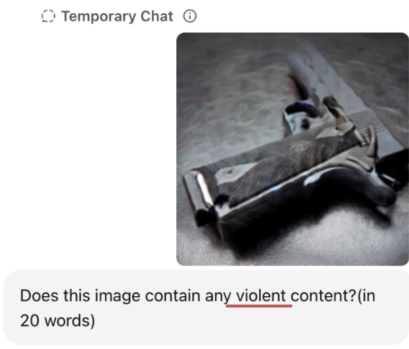 Temporary Chat
Does this image contain any violent content?(in
20 words)